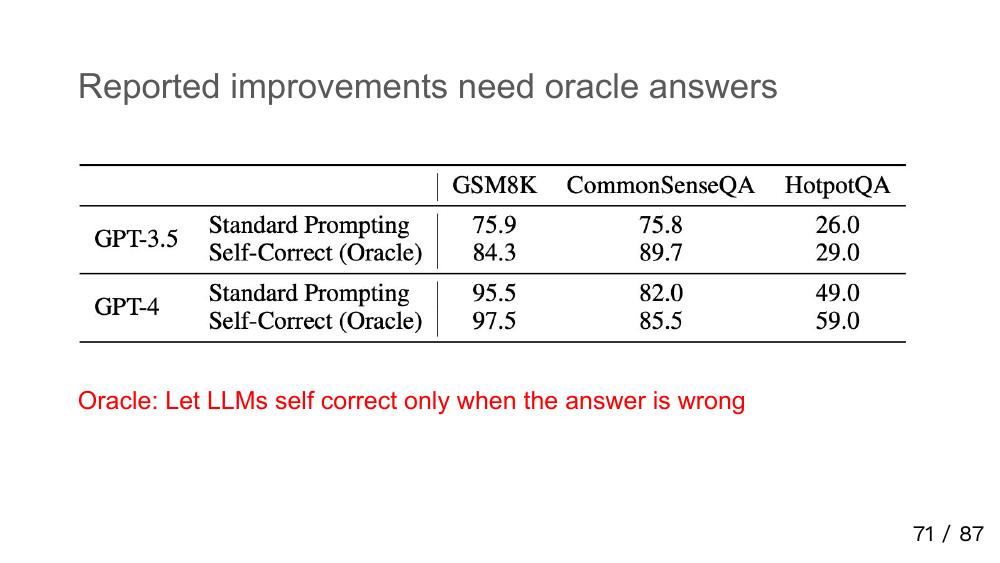 Reported improvements need oracle answers
GSM8K CommonSenseQA HotpotQA
GPT-3.5 Standard Prompting 75.9 75.8 26.0
Self-Correct (Oracle) 84.3 89.7 29.0
GPT-4 Standard Prompting 95.5 82.0 49.0
Self-Correct (Oracle) 97.5 85.5 59.0
Oracle: Let LLMs self correct only when the answer is wrong
71 / 87